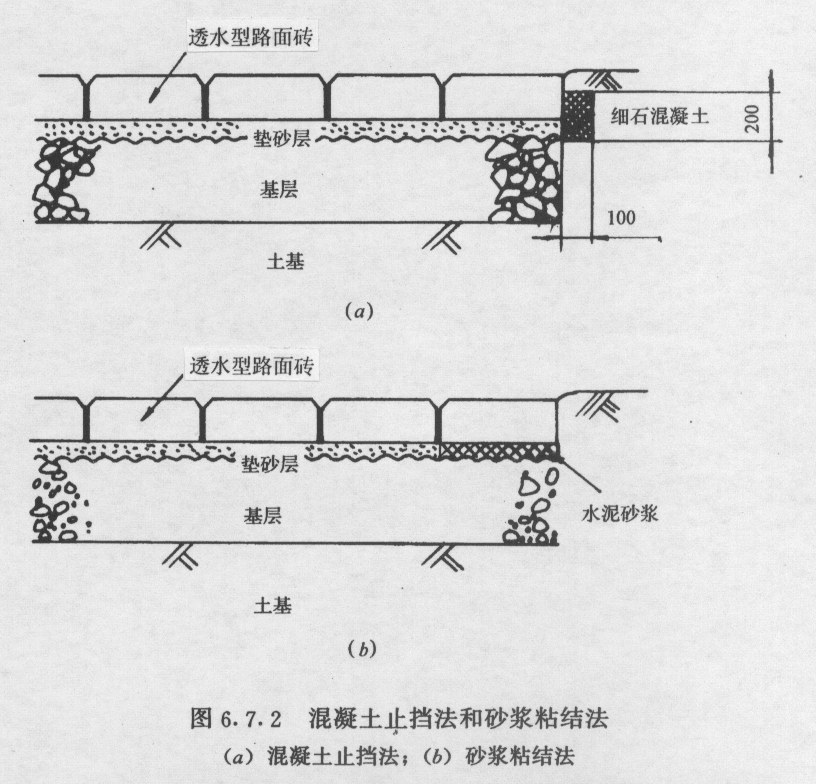 透水型路面砖
细石混凝土
200
垫砂层
基层
100
土基
(a)
透水型路面砖
垫砂层
基层
水泥砂浆
土基
(b)
图 6.7.2 混凝土止挡法和砂浆粘结法
(a) 混凝土止挡法；(b) 砂浆粘结法